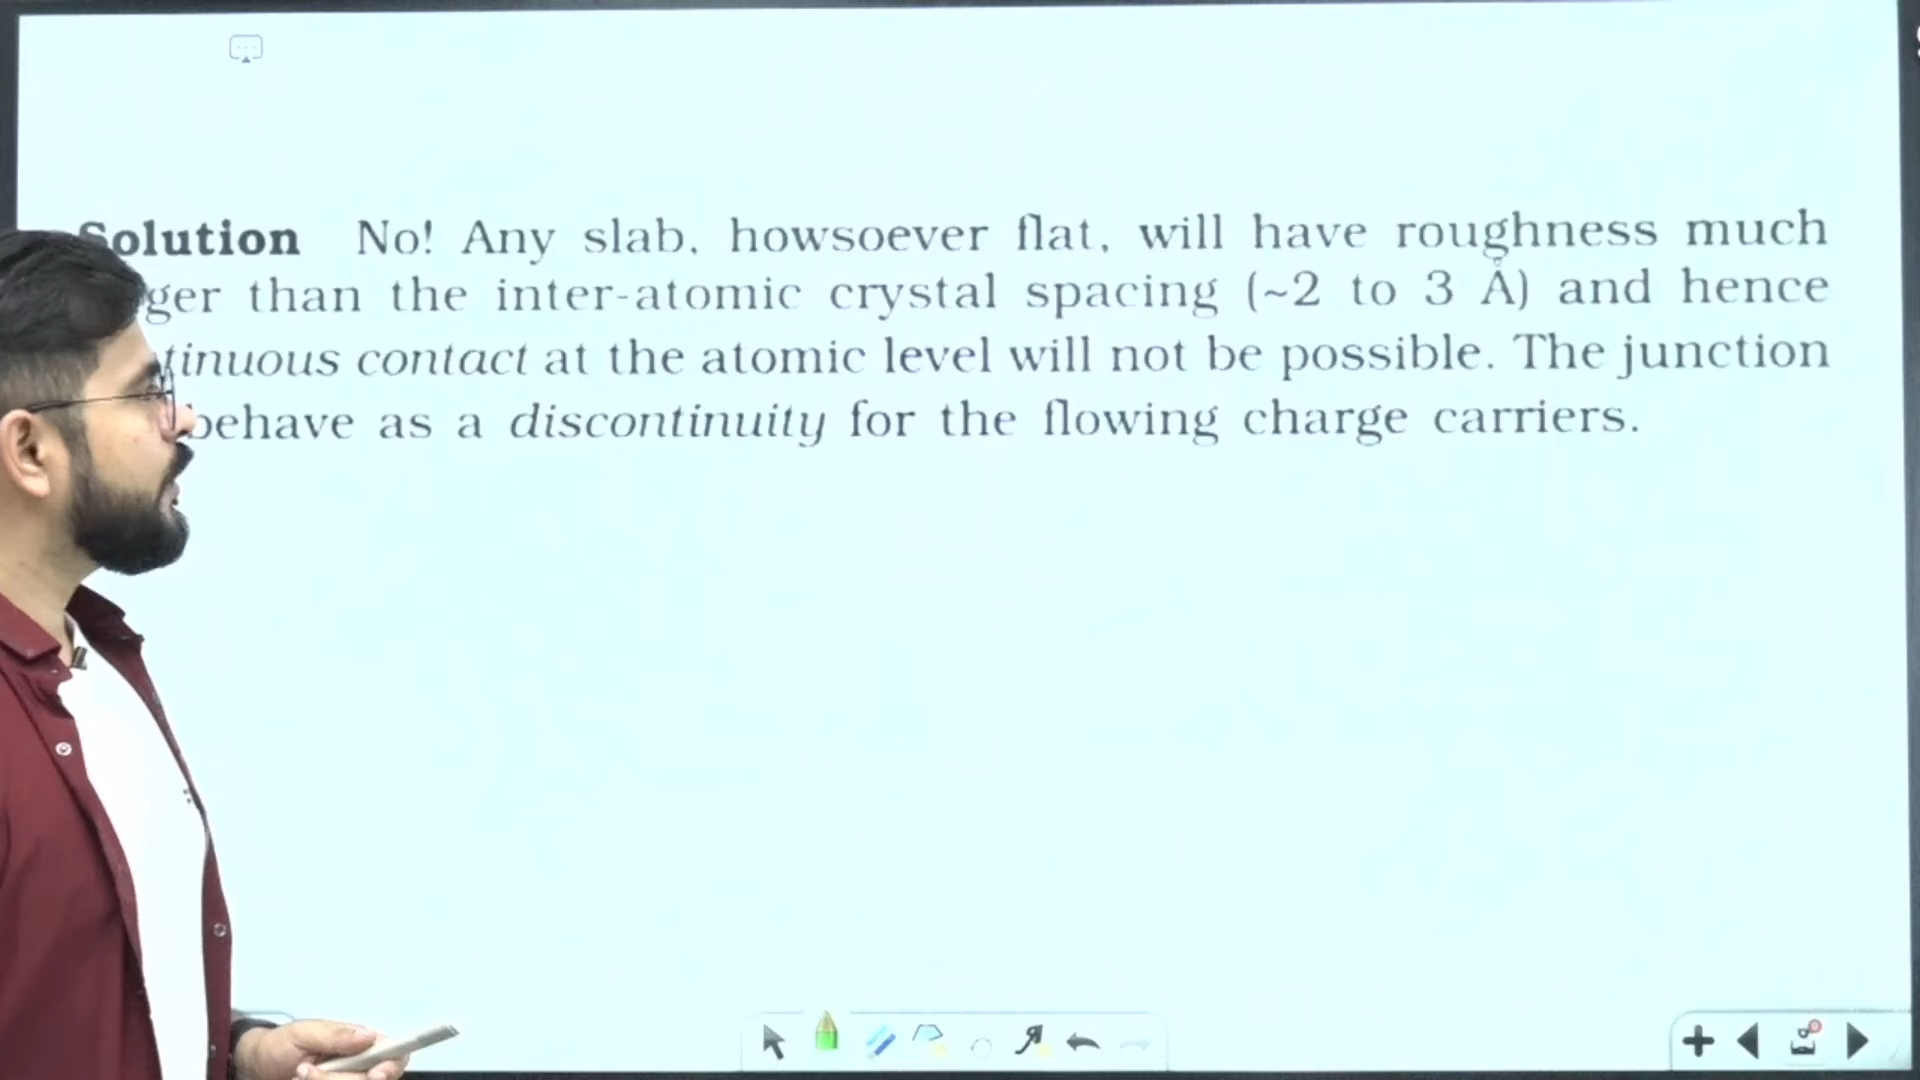 Solution No! Any slab, howsoever flat, will have roughness much
than the inter-atomic crystal spacing (~2 to 3 Å) and hence
contact at the atomic level will not be possible. The junction
behave as a discontinuity for the flowing charge carriers.